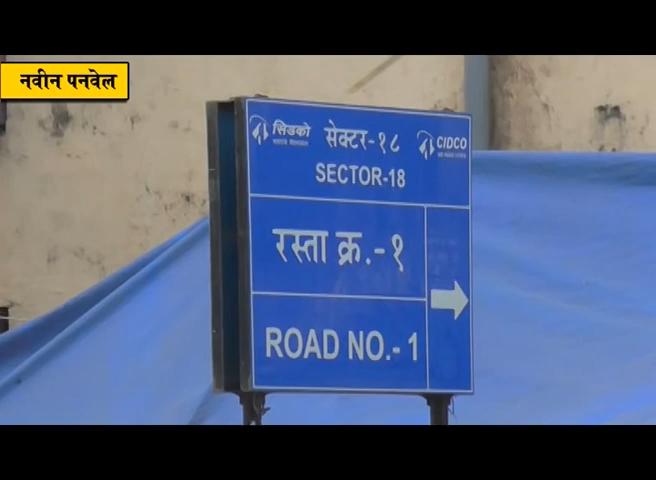 नवीन पनवेल
सिडको सेक्टर-१८ CIDCO
SECTOR-18
रस्ता क्र.-१
ROAD NO.-1